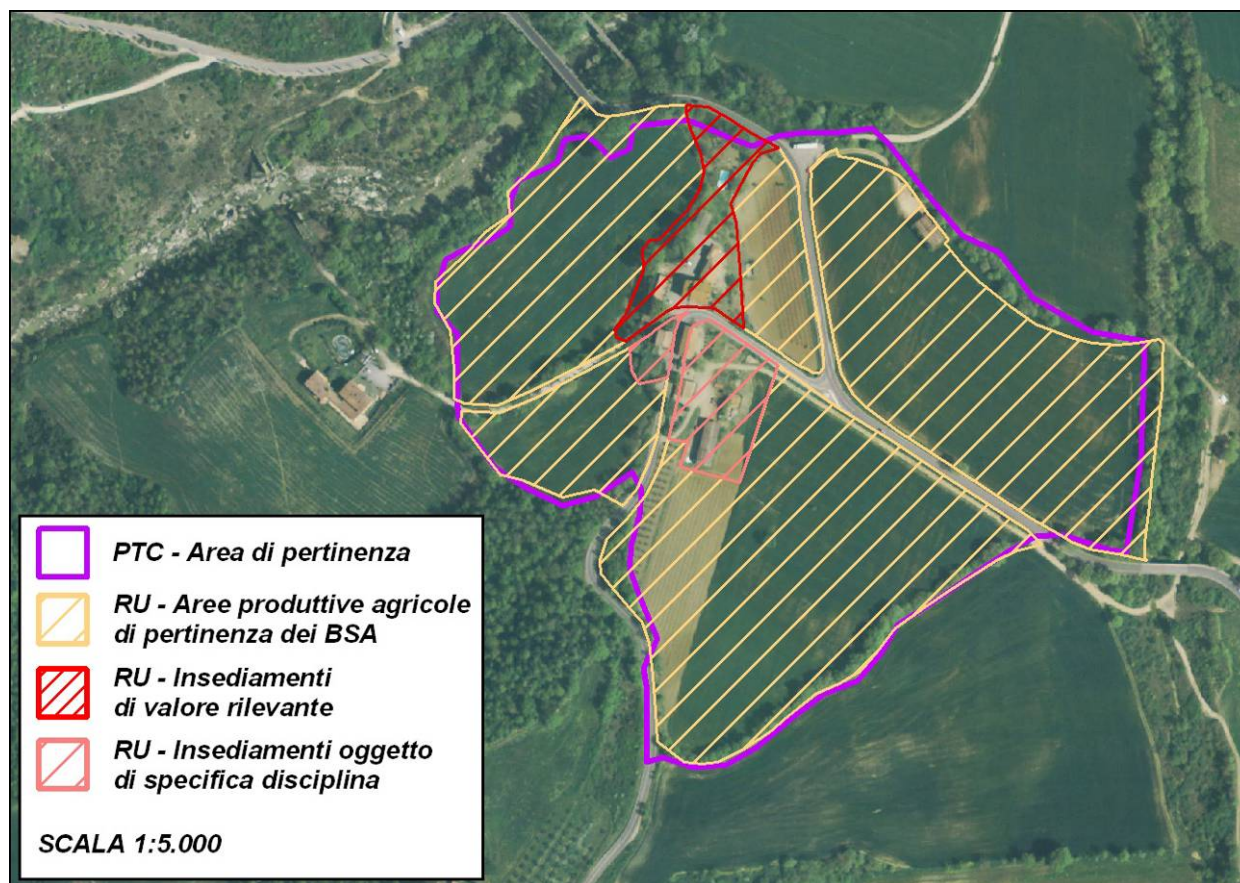 PTC - Area di pertinenza
RU - Aree produttive agricole
di pertinenza dei BSA
RU - Insediamenti
di valore rilevante
RU - Insediamenti oggetto
di specifica disciplina
SCALA 1:5.000